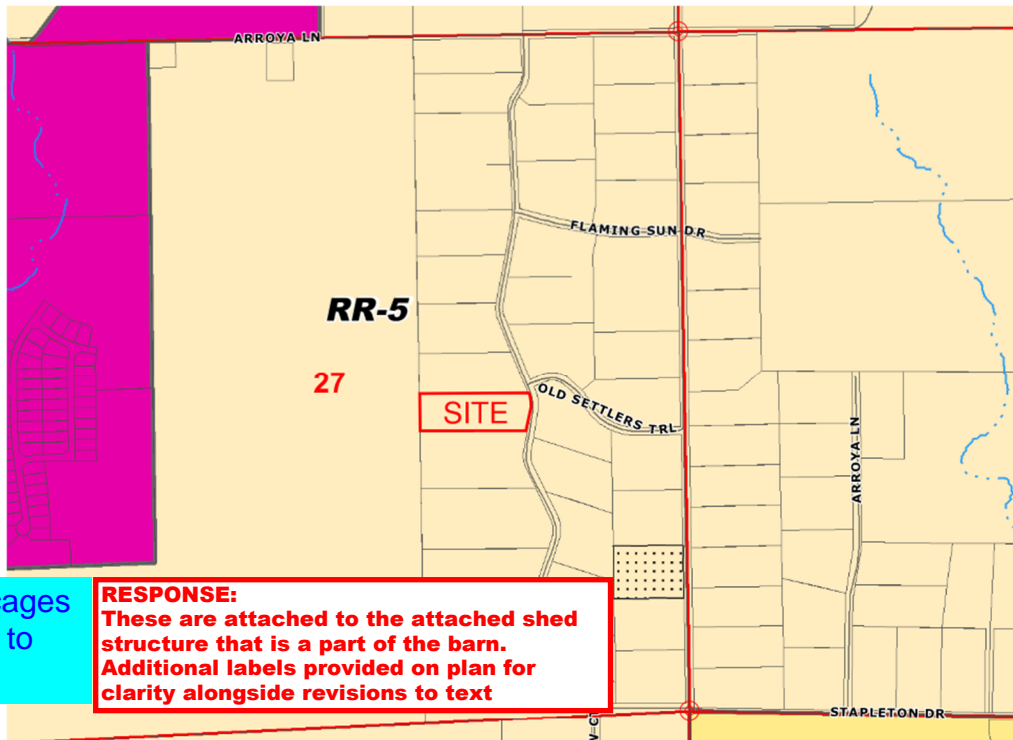 ARROYA LN
FLAMING SUN DR
RR-5
27
SITE
OLD SETTLERS TRL
ARROYA LN
to
RESPONSE:
These are attached to the attached shed
structure that is a part of the barn.
Additional labels provided on plan for
clarity alongside revisions to text
STAPLETON DR